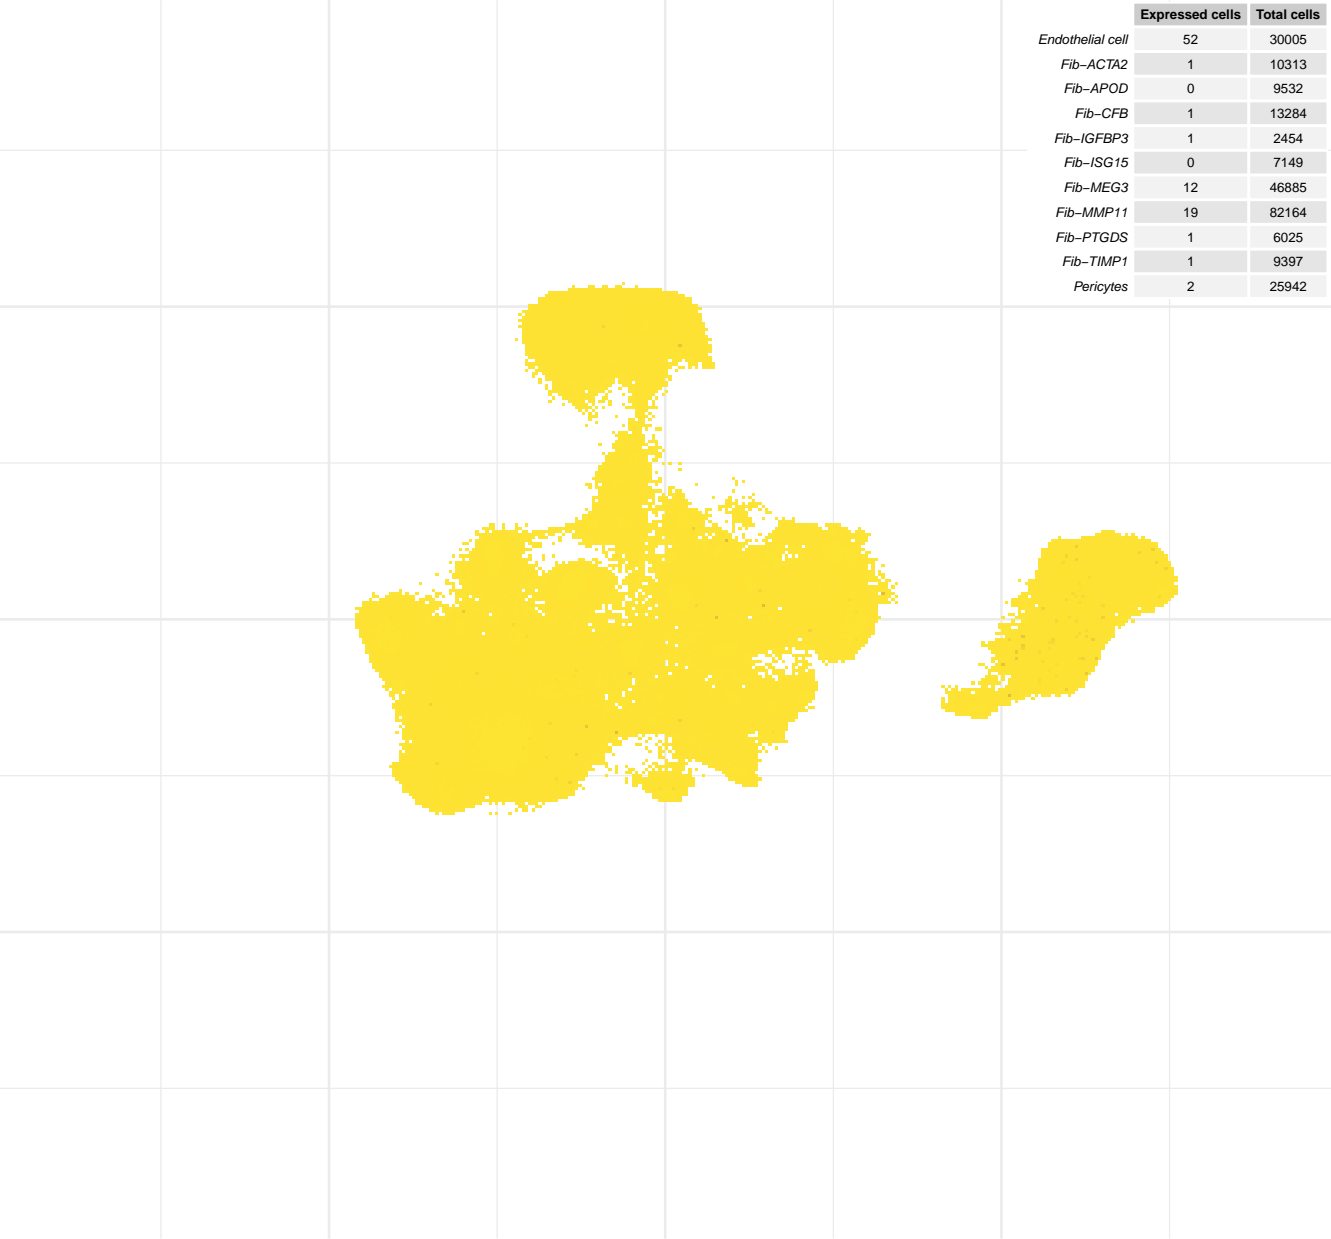 Expressed cells Total cells
Endothelial cell 52 30005
Fib−ACTA2 1 10313
Fib−APOD 0 9532
Fib−CFB 1 13284
Fib−IGFBP3 1 2454
Fib−ISG15 0 7149
Fib−MEG3 12 46885
Fib−MMP11 19 82164
Fib−PTGDS 1 6025
Fib−TIMP1 1 9397
Pericytes 2 25942